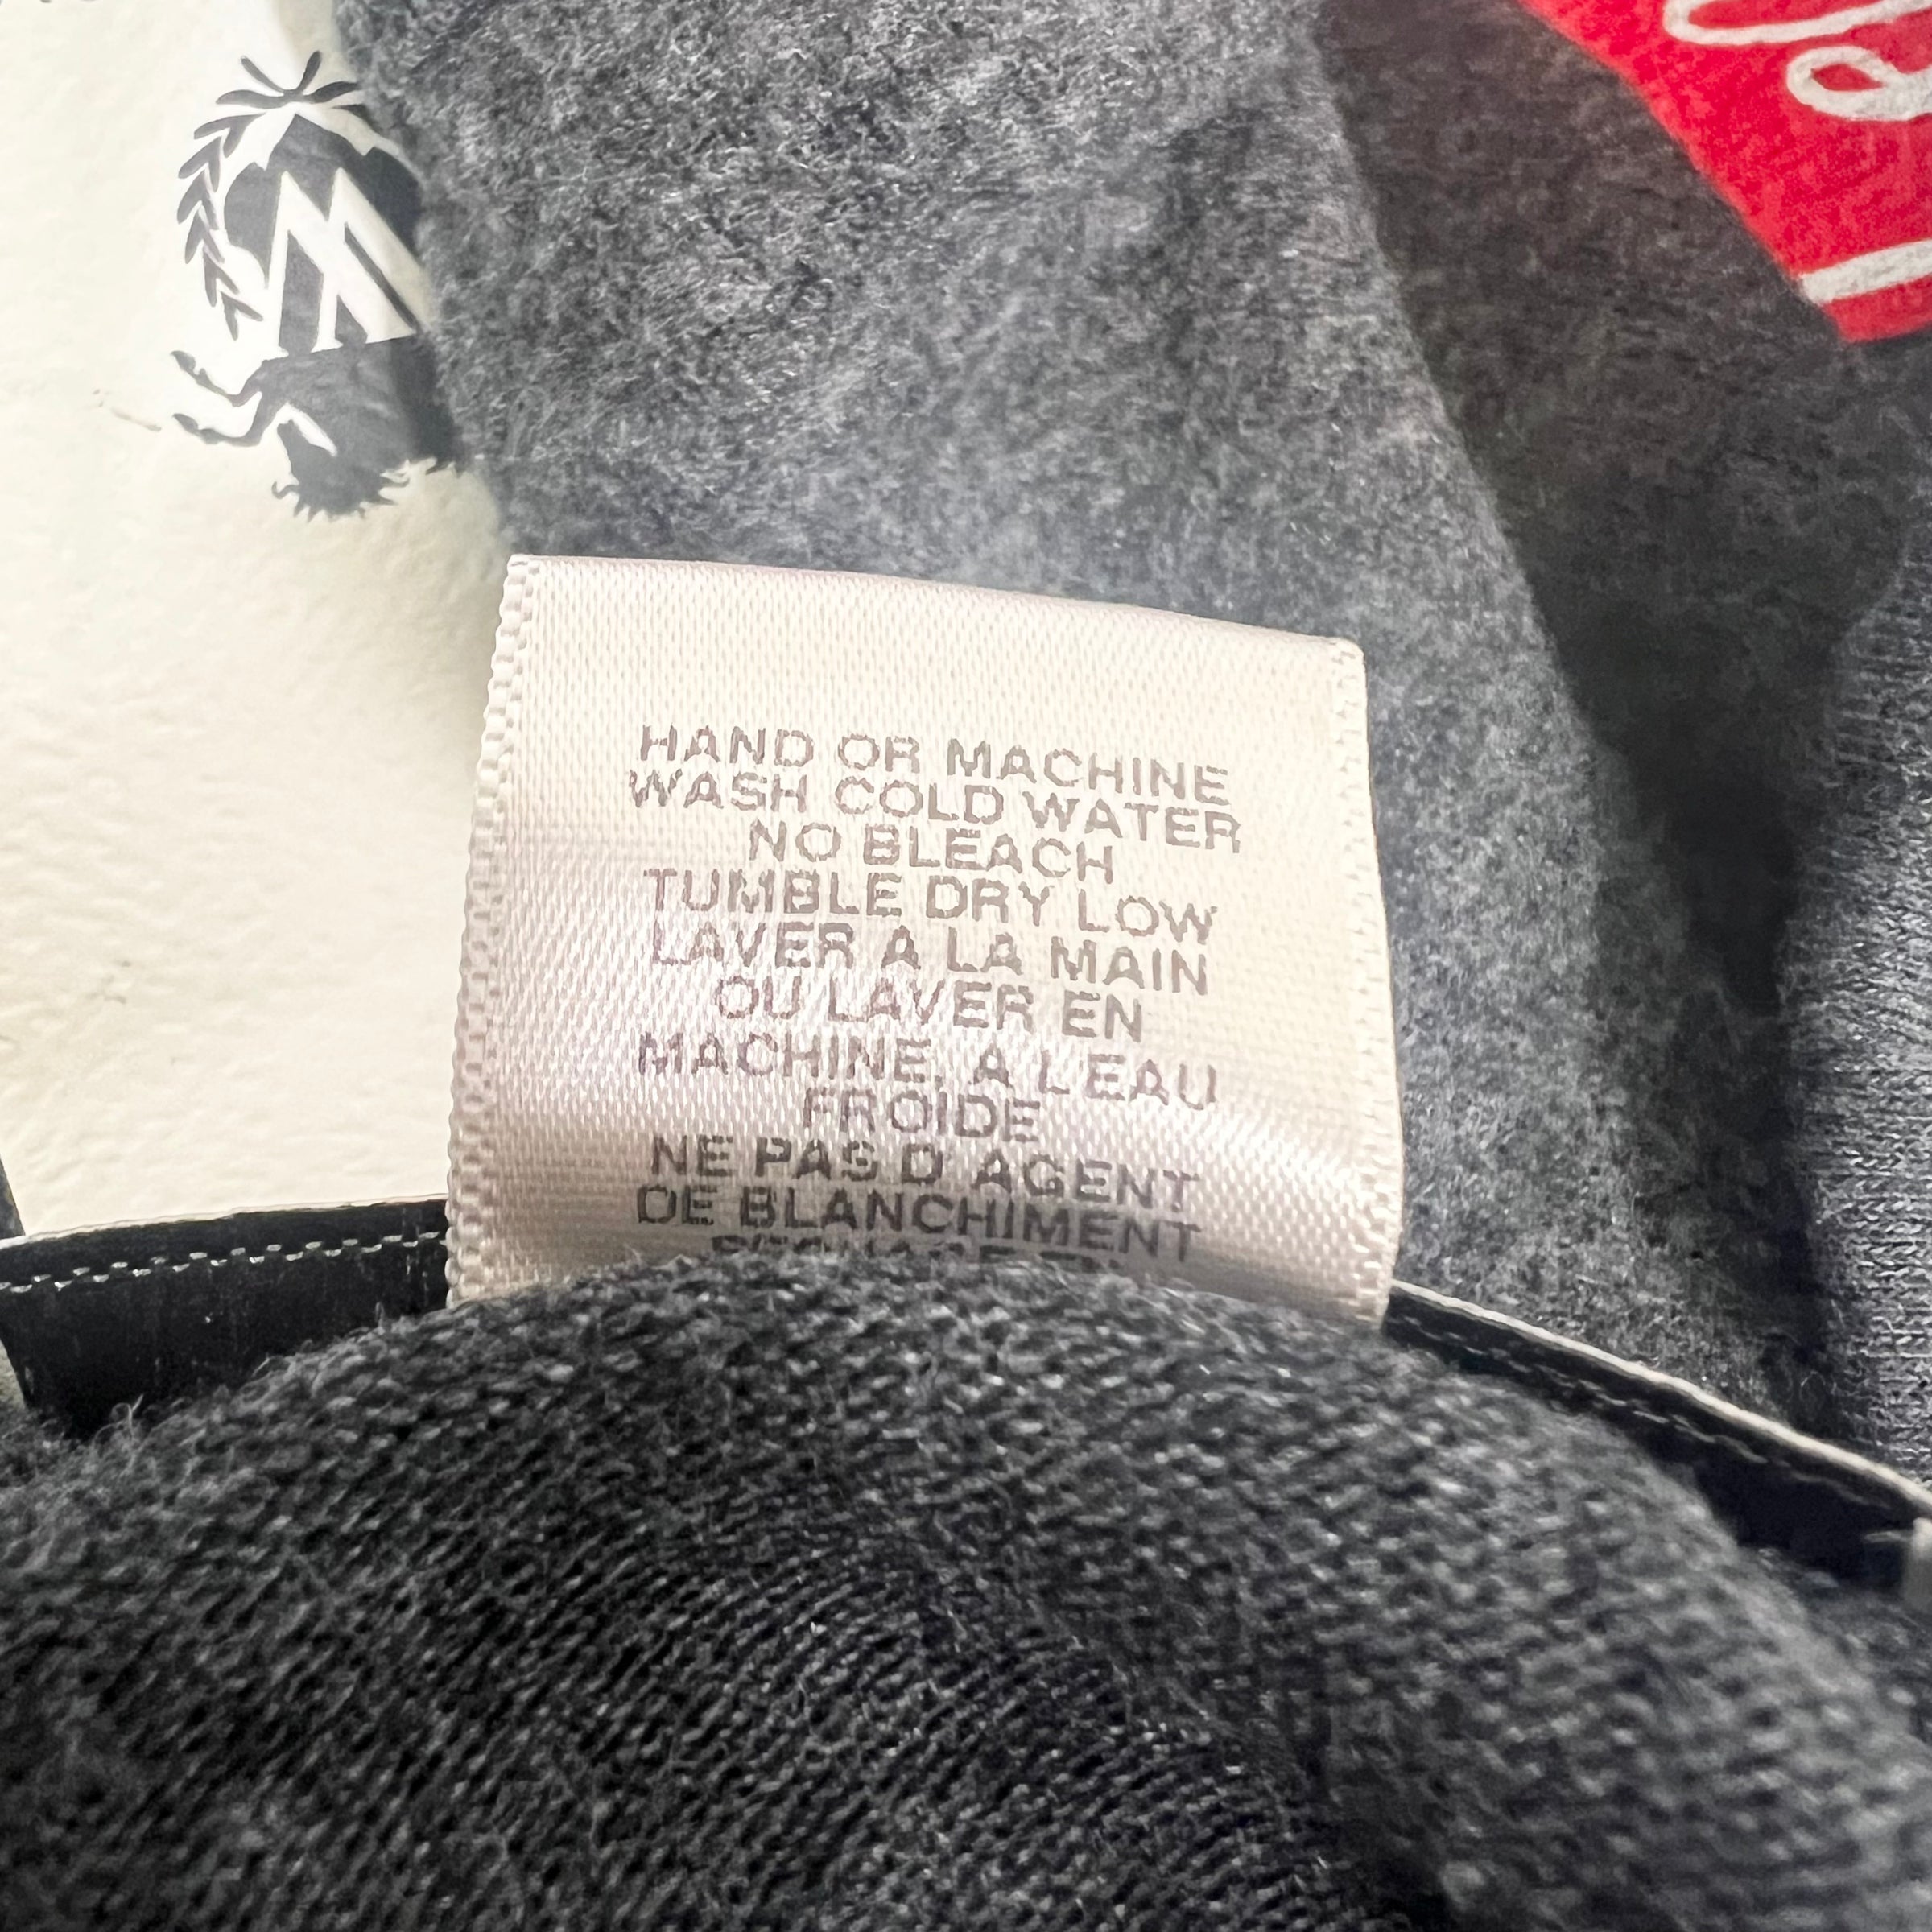 HAND OR MACHINE
WASH COLD WATER
NO BLEACH
TUMBLE DRY LOW
LAVER A LA MAIN
OU LAVER EN
MACHINE, A L'EAU
FROIDE
NE PAS D AGENT
DE BLANCHIMENT